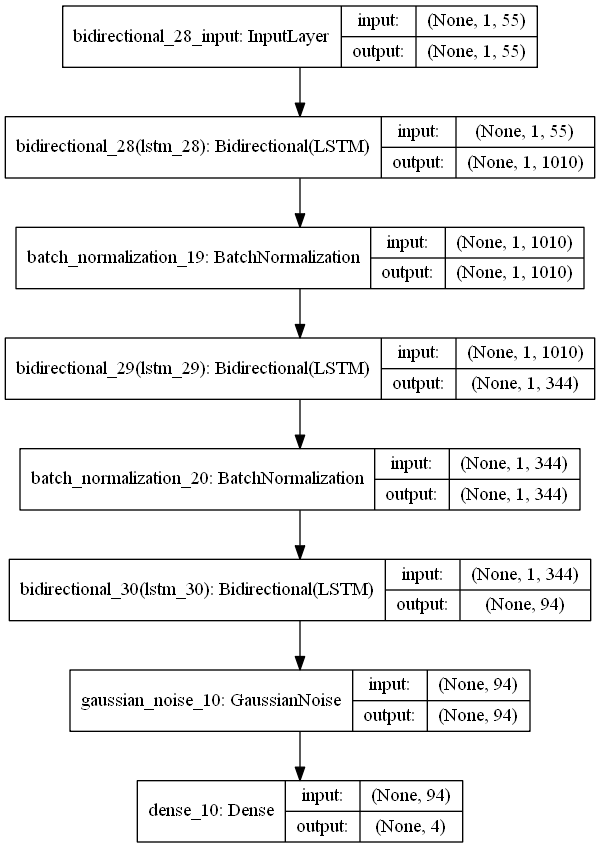 bidirectional_28_input: InputLayer
input: (None, 1, 55)
output: (None, 1, 55)
bidirectional_28(lstm_28): Bidirectional(LSTM)
input: (None, 1, 55)
output: (None, 1, 1010)
batch_normalization_19: BatchNormalization
input: (None, 1, 1010)
output: (None, 1, 1010)
bidirectional_29(lstm_29): Bidirectional(LSTM)
input: (None, 1, 1010)
output: (None, 1, 344)
batch_normalization_20: BatchNormalization
input: (None, 1, 344)
output: (None, 1, 344)
bidirectional_30(lstm_30): Bidirectional(LSTM)
input: (None, 1, 344)
output: (None, 94)
gaussian_noise_10: GaussianNoise
input: (None, 94)
output: (None, 94)
dense_10: Dense
input: (None, 94)
output: (None, 4)